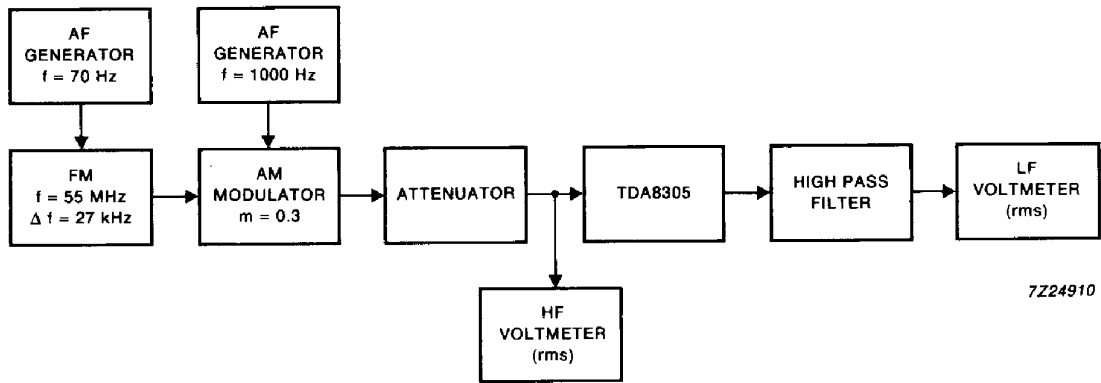 AF
GENERATOR
f = 70 Hz
AF
GENERATOR
f = 1000 Hz
FM
f = 55 MHz
Δ f = 27 kHz
AM
MODULATOR
m = 0.3
ATTENUATOR
TDA8305
HIGH PASS
FILTER
LF
VOLTMETER
(rms)
HF
VOLTMETER
(rms)
7Z24910